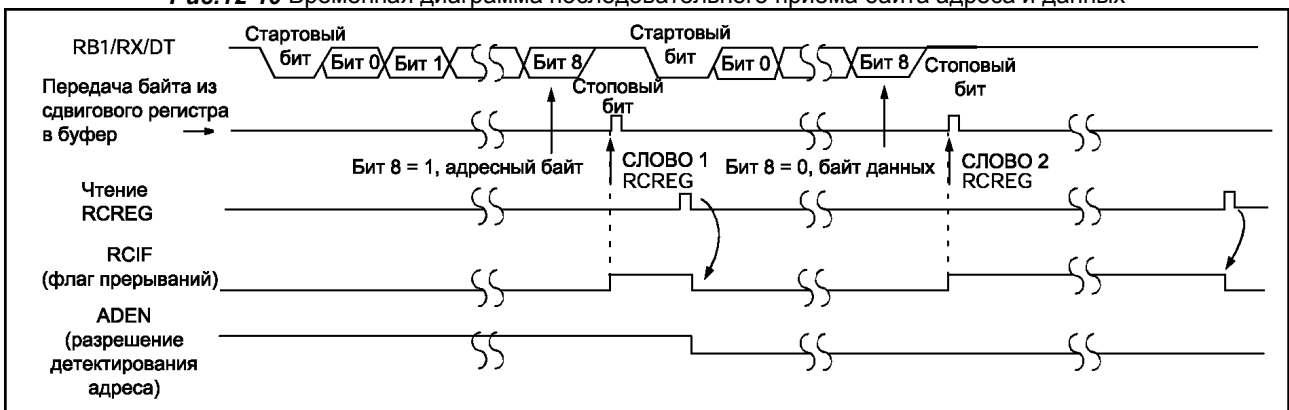 Рис.12-10 Временная диаграмма последовательного приема байта адреса и данных
RB1/RX/DT
Стартовый
бит
Бит 0
Бит 1
Бит 8
Стоповый
бит
Стартовый
бит
Бит 0
Бит 8
Стоповый
бит
Передача байта из
сдвигового регистра
в буфер
Бит 8 = 1, адресный байт
СЛОВО 1
RCREG
Бит 8 = 0, байт данных
СЛОВО 2
RCREG
Чтение
RCREG
RCIF
(флаг прерываний)
ADEN
(разрешение
детектирования
адреса)